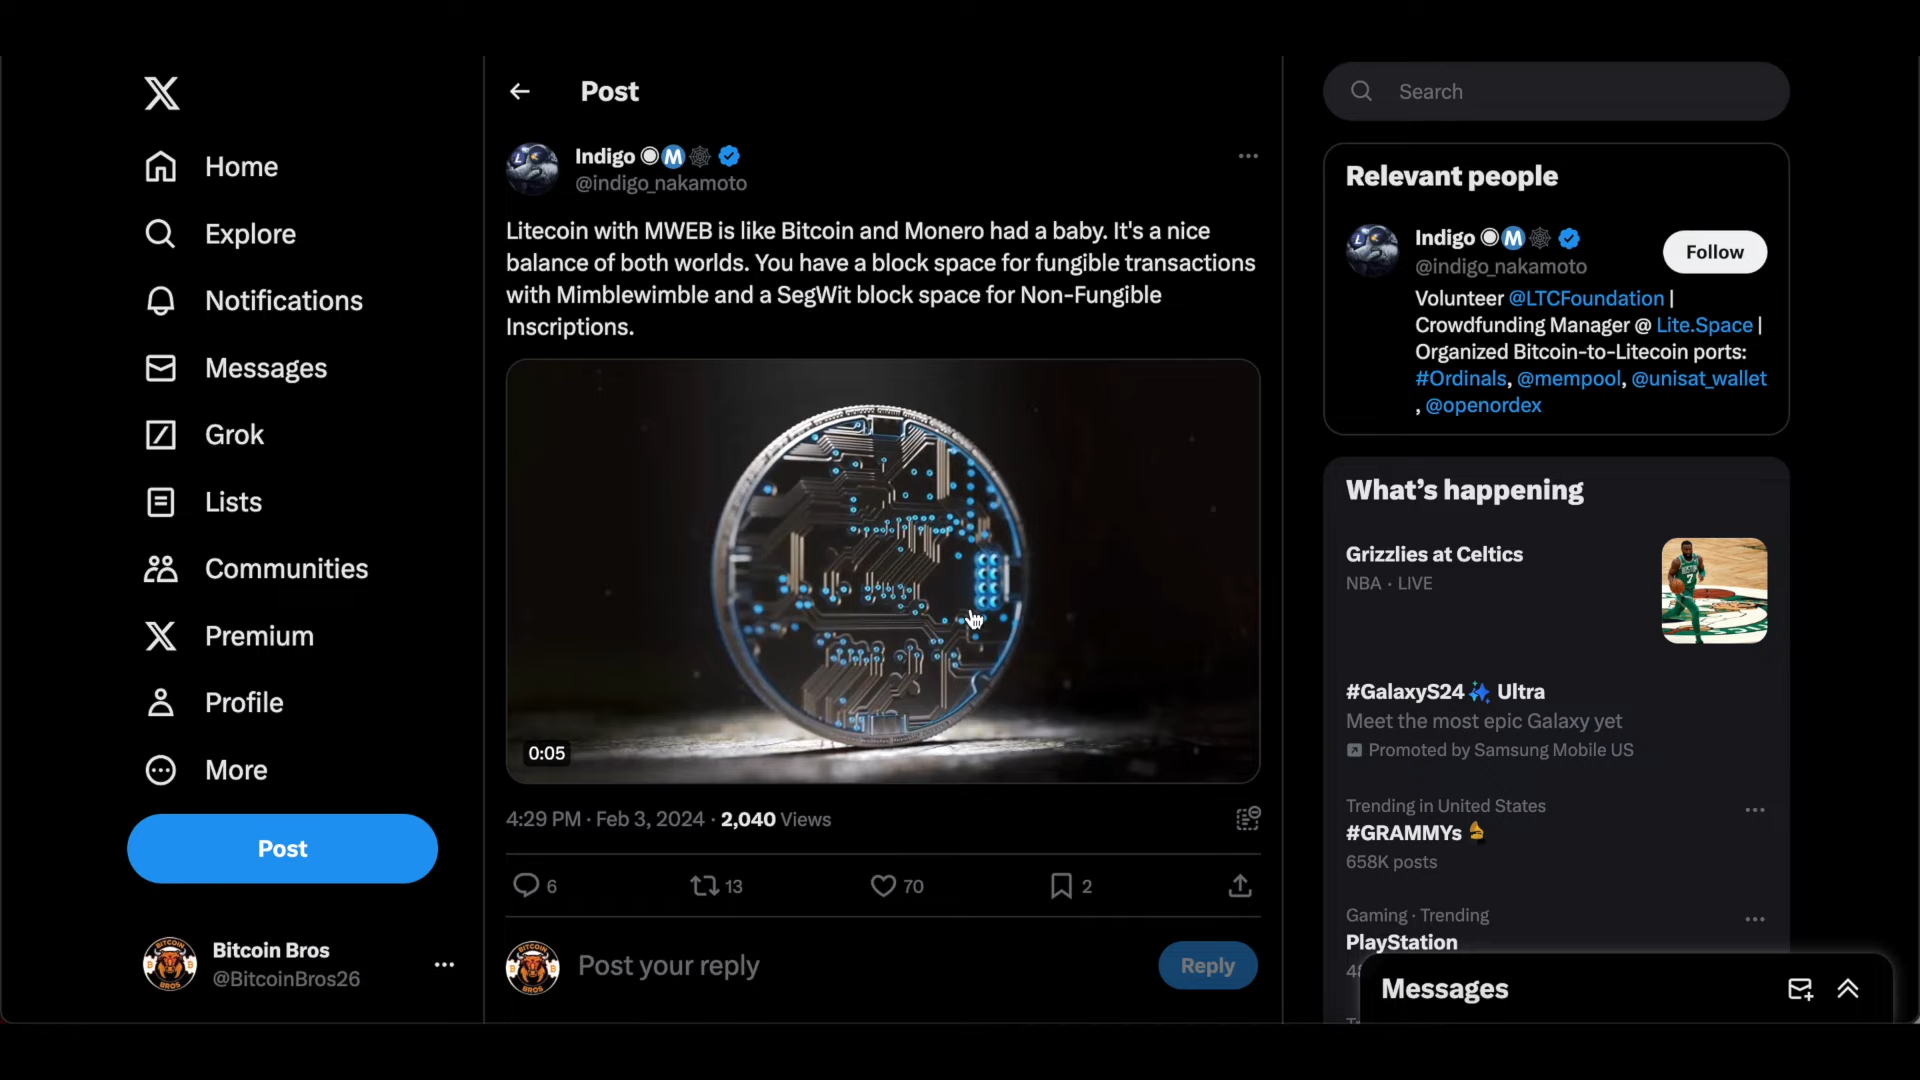 Home
Explore
Notifications
Messages
Grok
Lists
Communities
Premium
Profile
More
Post
Bitcoin Bros
@BitcoinBros26
Post
Indigo
@indigo_nakamoto
Litecoin with MWEB is like Bitcoin and Monero had a baby. It's a nice
balance of both worlds. You have a block space for fungible transactions
with Mimblewimble and a SegWit block space for Non-Fungible
Inscriptions.
0:05
4:29 PM · Feb 3, 2024 · 2,040 Views
6
13
70
2
Post your reply
Reply
Search
Relevant people
Indigo
@indigo_nakamoto
Follow
Volunteer @LTCFoundation |
Crowdfunding Manager @ Lite.Space |
Organized Bitcoin-to-Litecoin ports:
#Ordinals, @mempool, @unisat_wallet
, @openordex
What's happening
Grizzlies at Celtics
NBA · LIVE
#GalaxyS24 Ultra
Meet the most epic Galaxy yet
Promoted by Samsung Mobile US
Trending in United States
#GRAMMYs
658K posts
Gaming · Trending
PlayStation
Messages